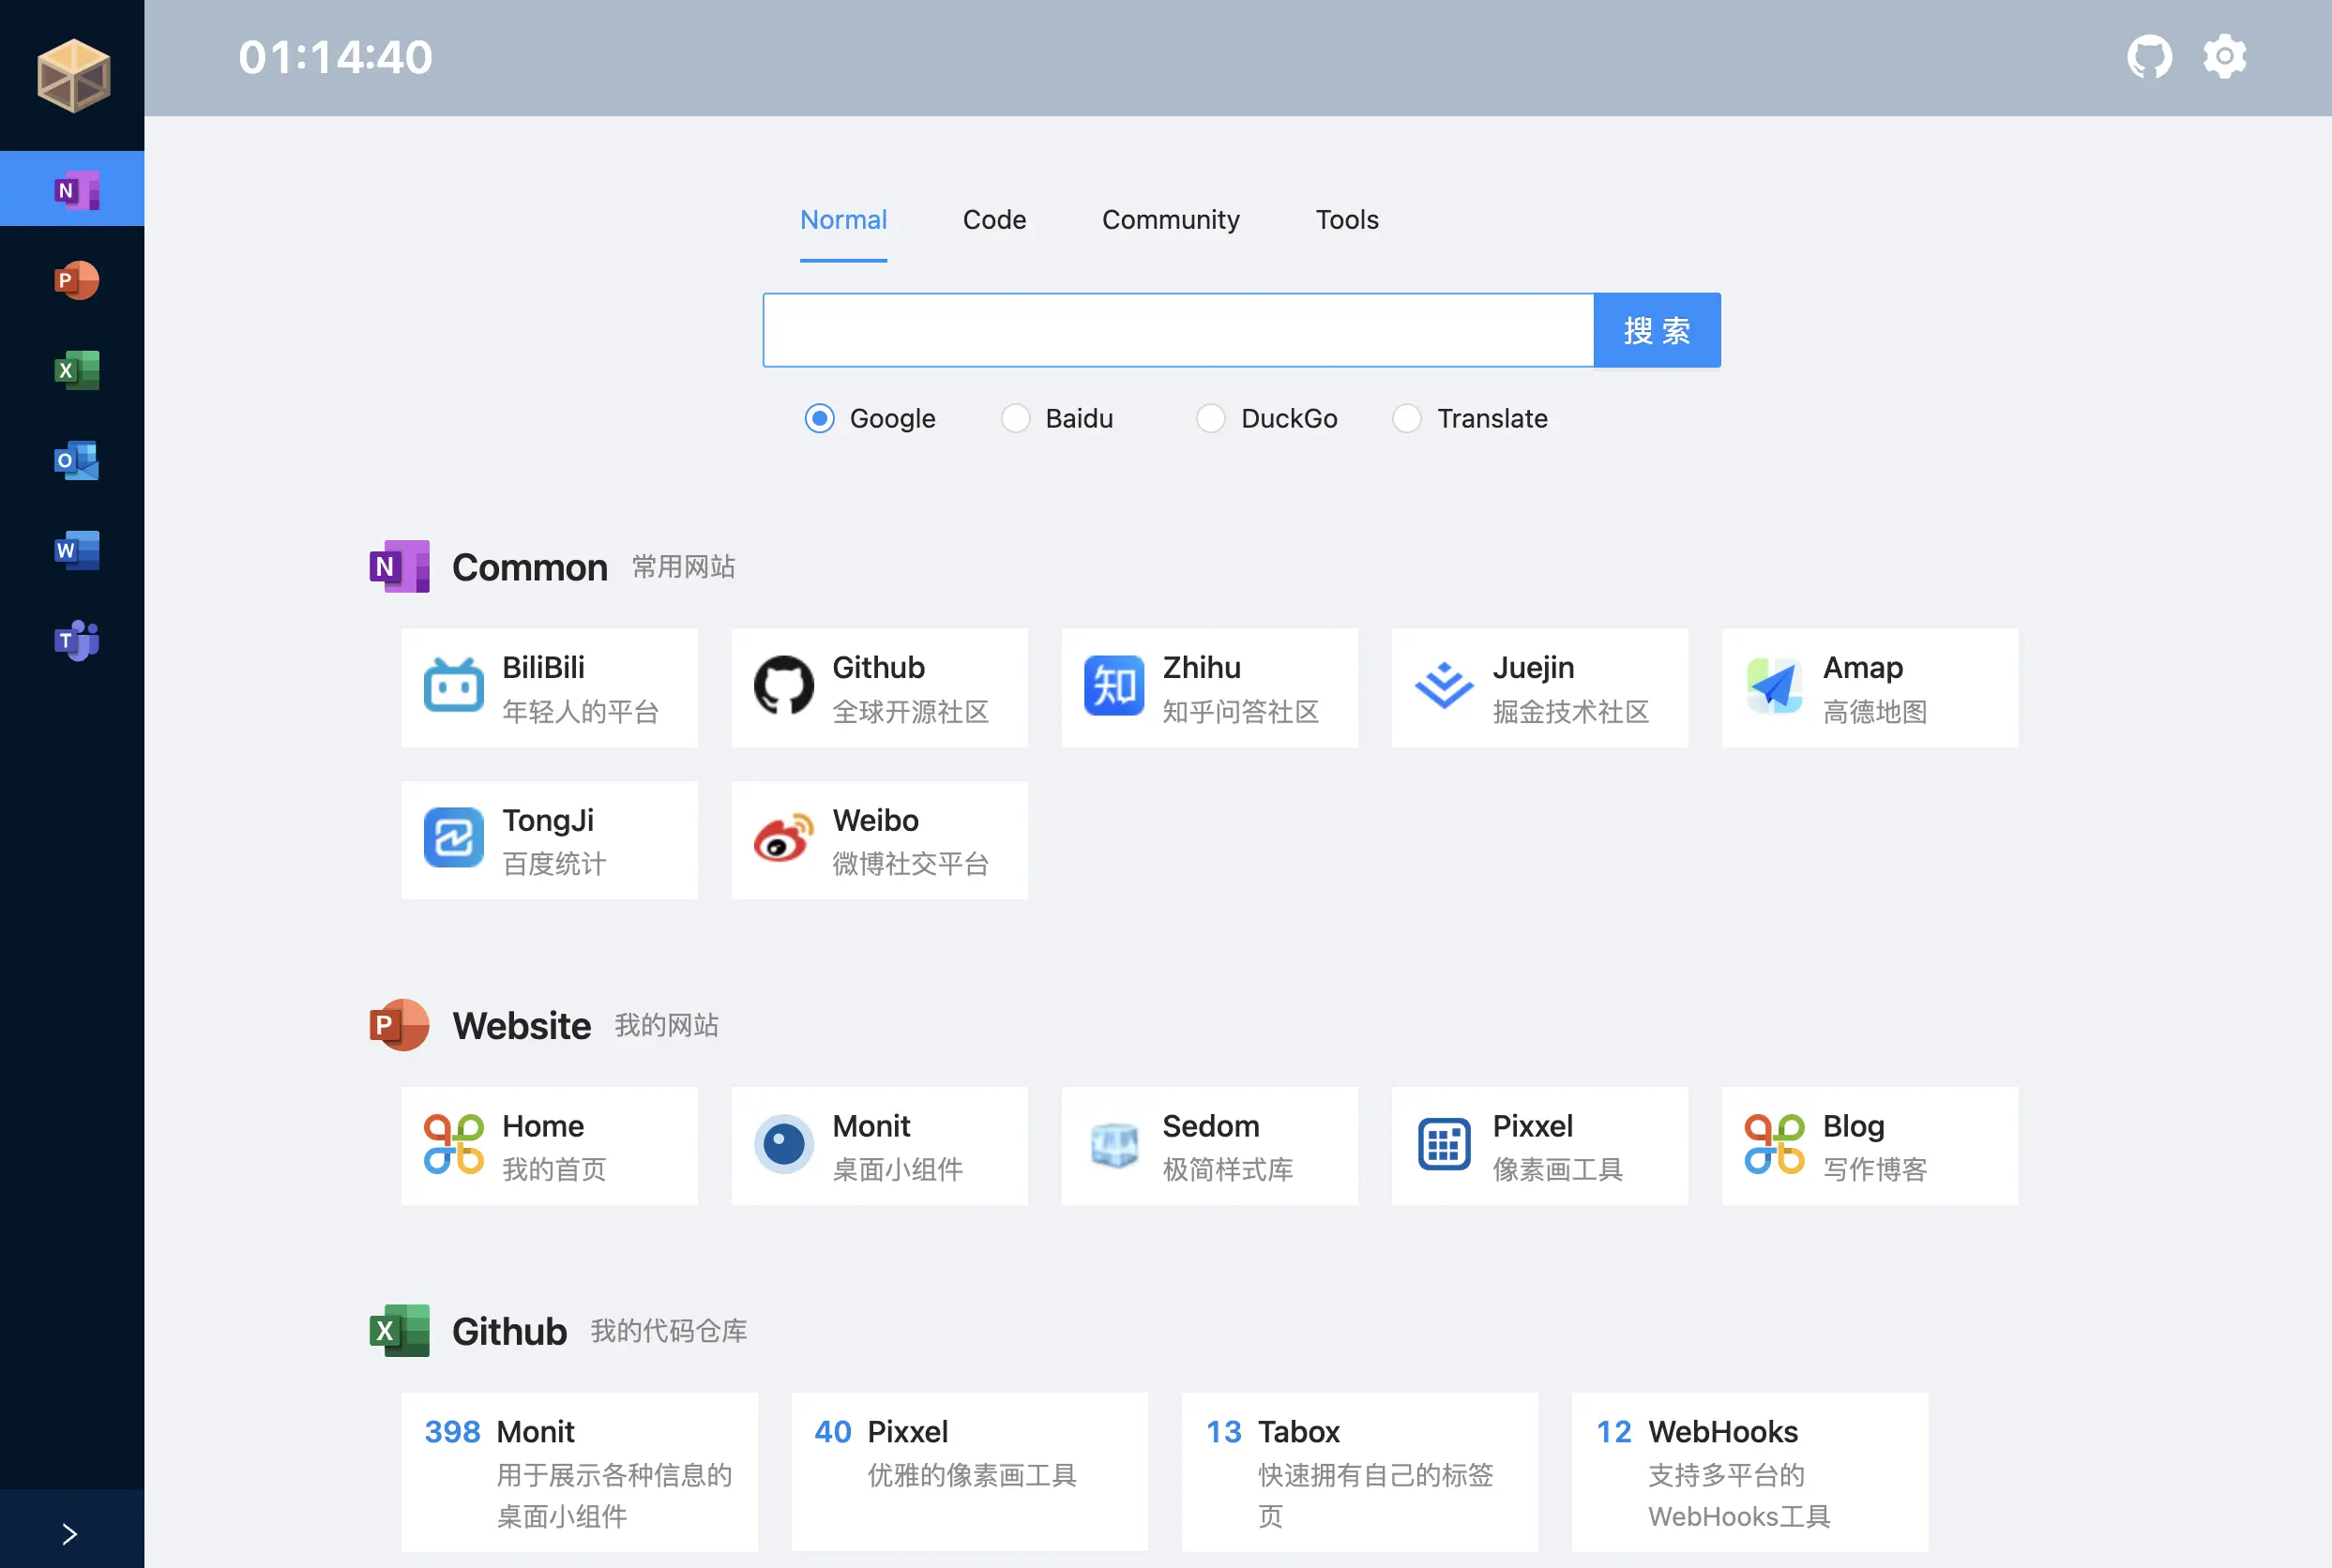 01:14:40
N
P
X
O
W
T
Normal Code Community Tools
搜 索
Google Baidu DuckGo Translate
N Common 常用网站
BiliBili
年轻人的平台
Github
全球开源社区
知 Zhihu
知乎问答社区
Juejin
掘金技术社区
Amap
高德地图
TongJi
百度统计
Weibo
微博社交平台
P Website 我的网站
Home
我的首页
Monit
桌面小组件
Sedom
极简样式库
Pixxel
像素画工具
Blog
写作博客
X Github 我的代码仓库
398 Monit
用于展示各种信息的
桌面小组件
40 Pixxel
优雅的像素画工具
13 Tabox
快速拥有自己的标签
页
12 WebHooks
支持多平台的
WebHooks工具